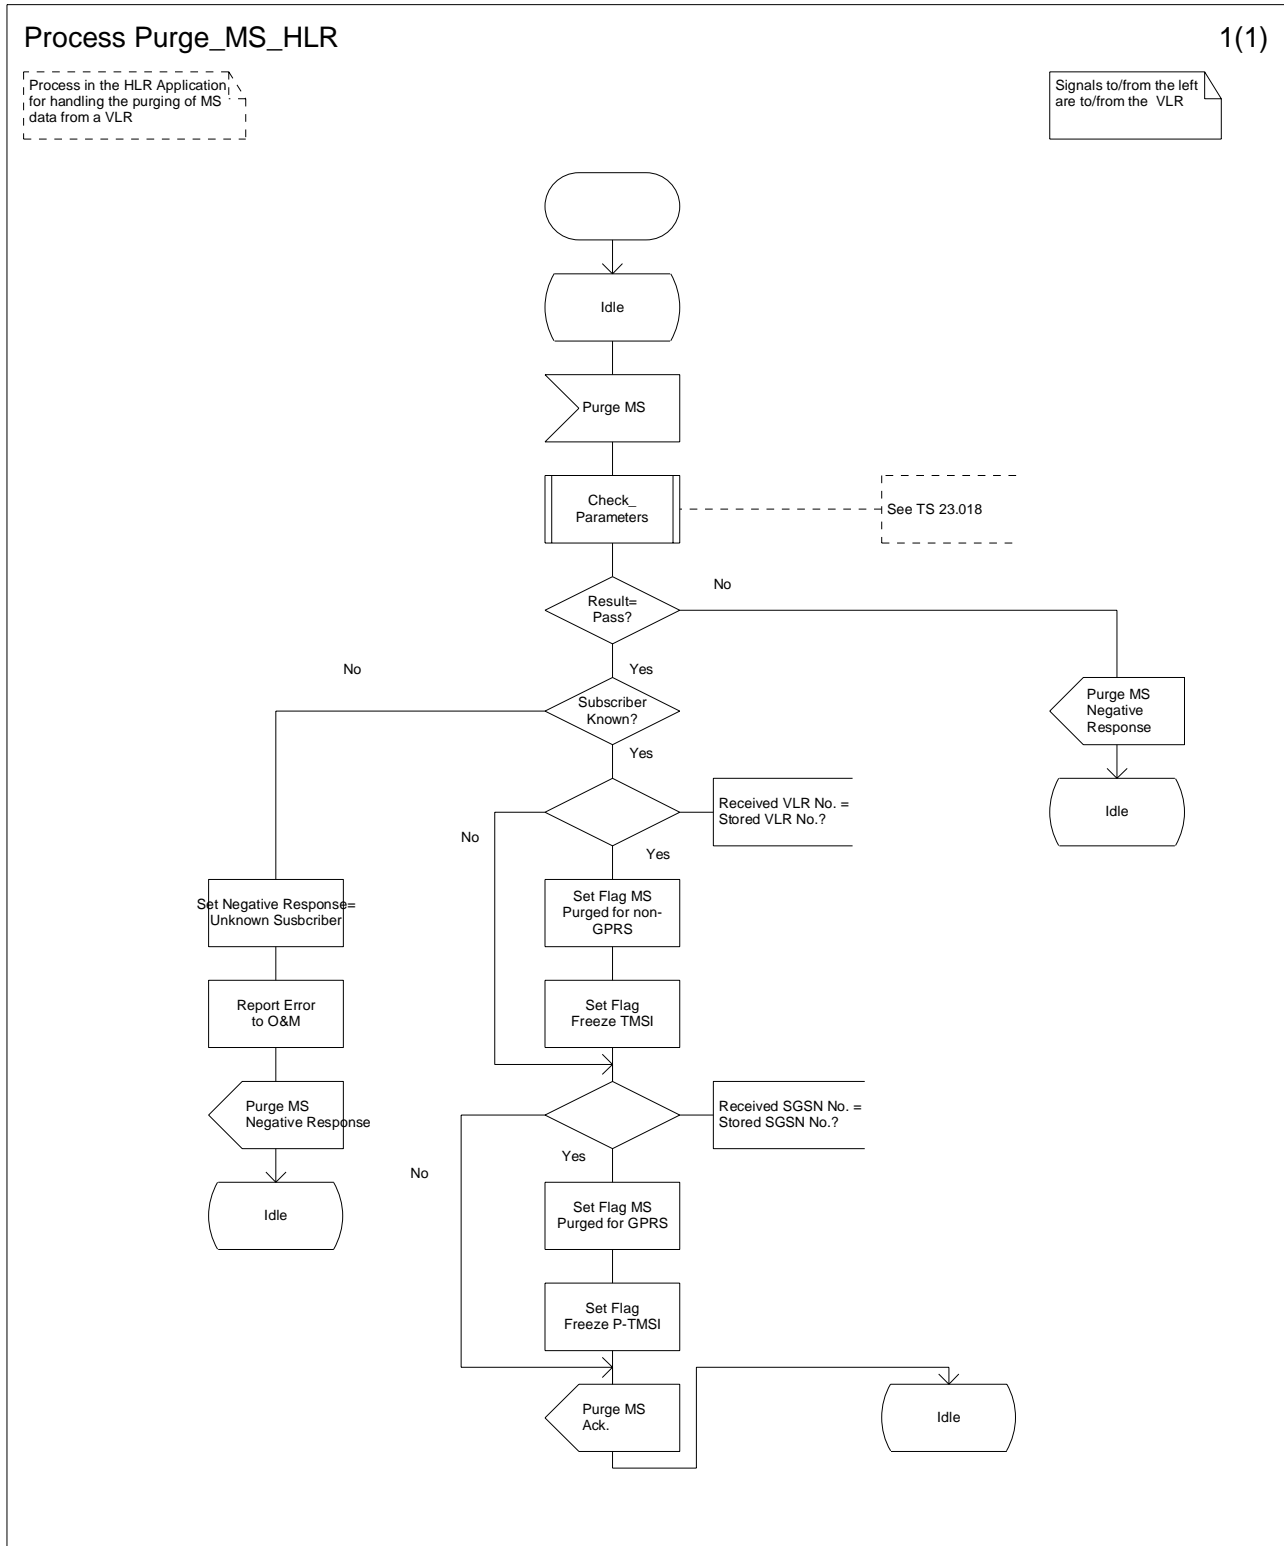 Process Purge_MS_HLR
1(1)
Process in the HLR Application
for handling the purging of MS
data from a VLR
Signals to/from the left
are to/from the VLR
Idle
Purge MS
Check_
Parameters
See TS 23.018
Result=
Pass?
No
Yes
No
Subscriber
Known?
Purge MS
Negative
Response
Yes
Idle
Received VLR No. =
Stored VLR No.?
No
Yes
Set Negative Response=
Unknown Susbcriber
Set Flag MS
Purged for non-
GPRS
Report Error
to O&M
Set Flag
Freeze TMSI
Purge MS
Negative Response
Received SGSN No. =
Stored SGSN No.?
Yes
No
Idle
Set Flag MS
Purged for GPRS
Set Flag
Freeze P-TMSI
Purge MS
Ack.
Idle